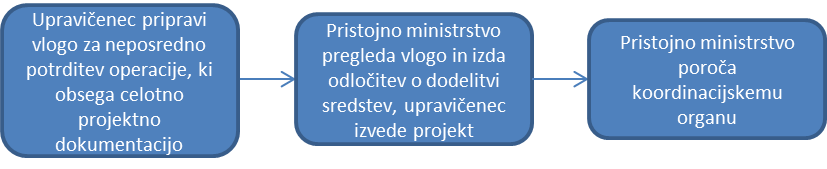 Upravičenec pripravi
vlogo za neposredno
potrditev operacije, ki
obsega celotno
projektno
dokumentacijo
Pristojno ministrstvo
pregleda vlogo in izda
odločitev o dodelitvi
sredstev, upravičenec
izvede projekt
Pristojno ministrstvo
poroča
koordinacijskemu
organu